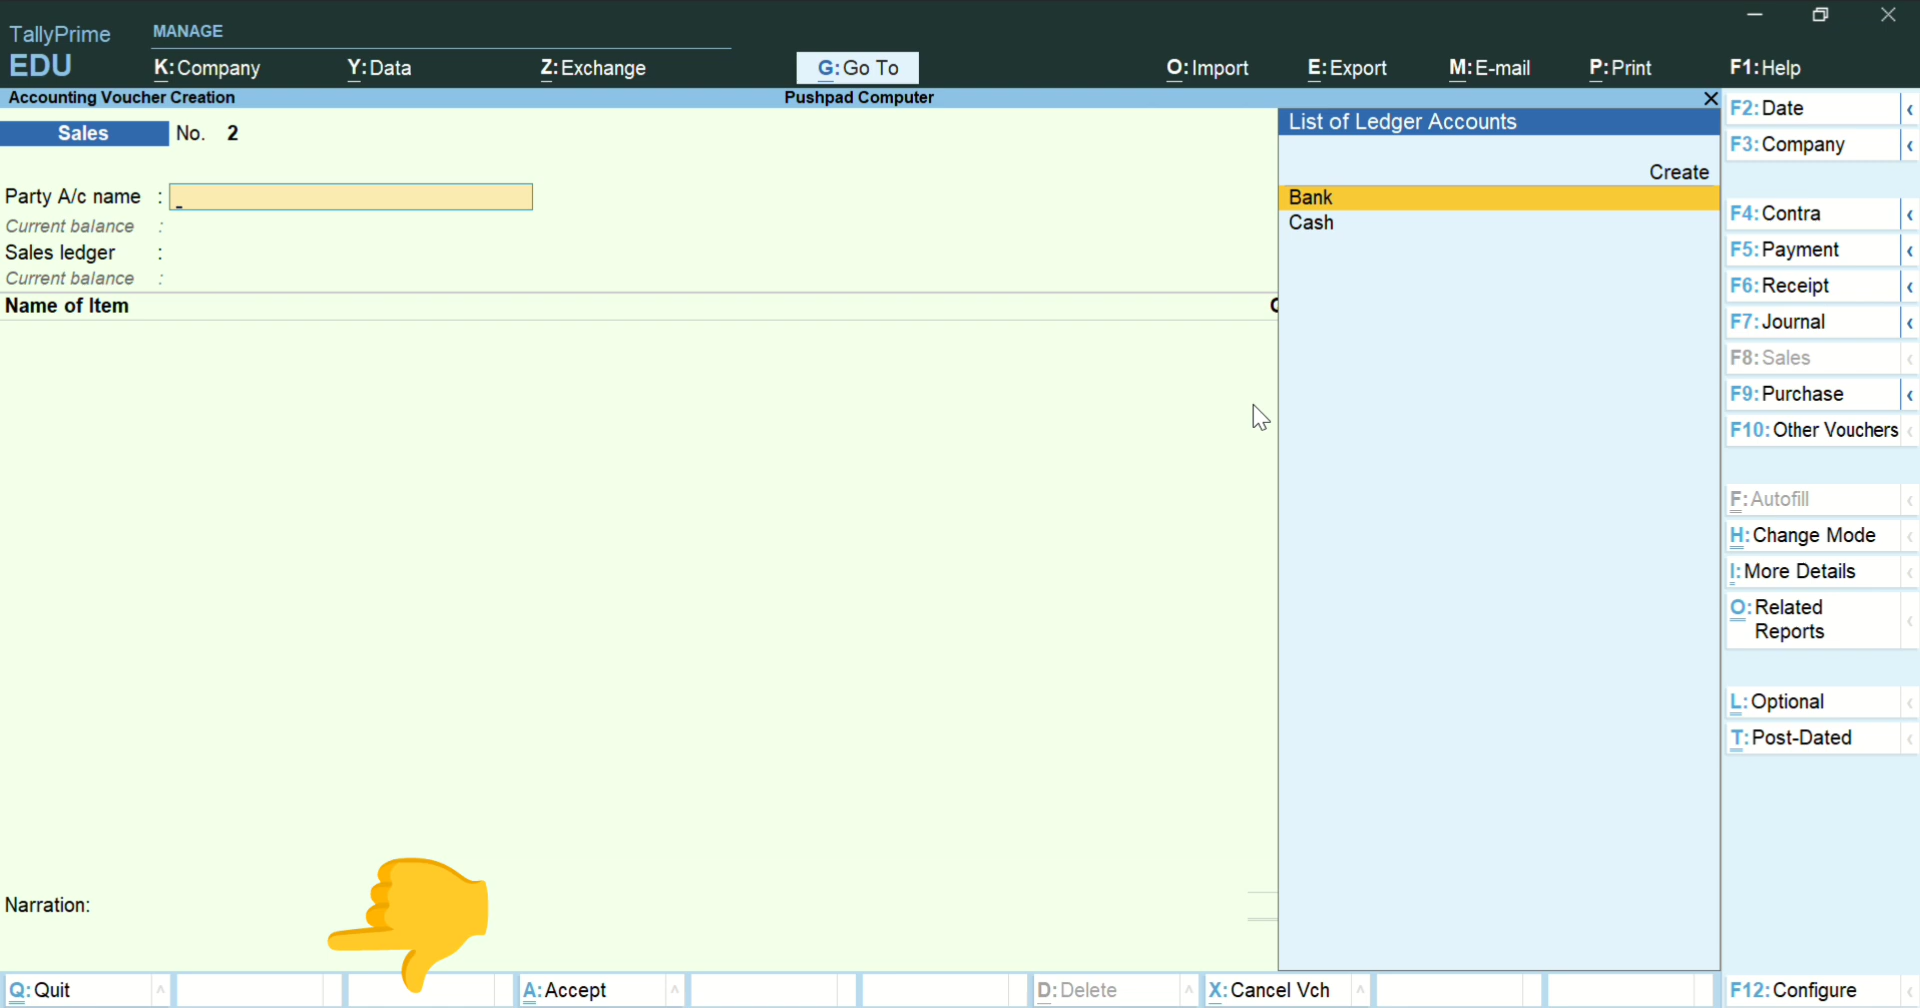 TallyPrime
EDU
MANAGE
K:Company
Y:Data
Z:Exchange
G:Go To
O:Import
E:Export
M:E-mail
P:Print
F1:Help
Accounting Voucher Creation
Pushpad Computer
Sales
No. 2
Party A/c name :
Current balance :
Sales ledger :
Current balance :
Name of Item
List of Ledger Accounts
Create
Bank
Cash
F2:Date
F3:Company
F4:Contra
F5:Payment
F6:Receipt
F7:Journal
F8:Sales
F9:Purchase
F10:Other Vouchers
F:Autofill
H:Change Mode
I:More Details
O:Related
Reports
L:Optional
T:Post-Dated
Narration:
Q:Quit
A:Accept
D:Delete
X:Cancel Vch
F12:Configure